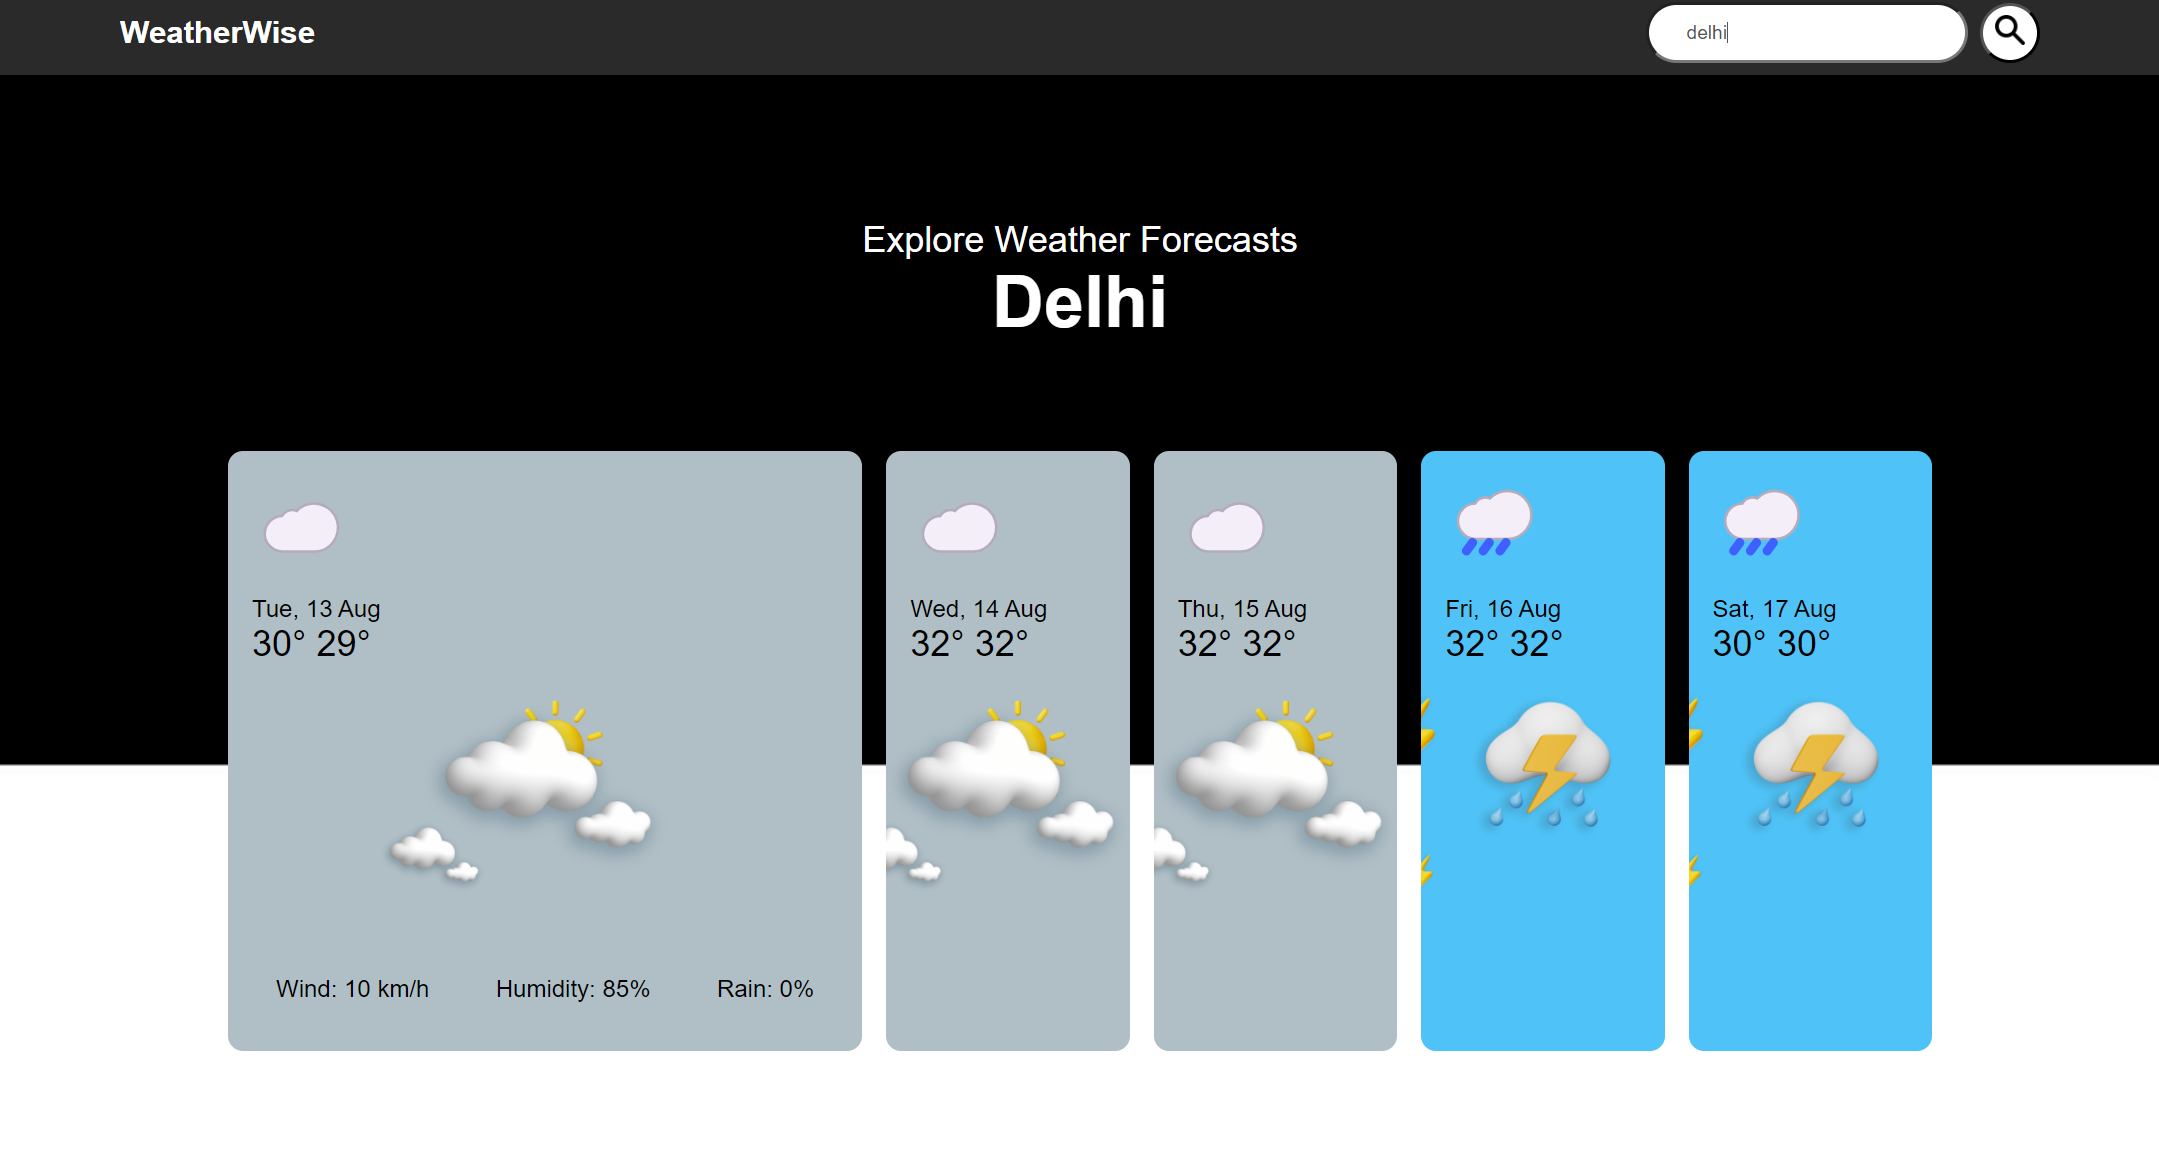 WeatherWise
delhi
Explore Weather Forecasts
Delhi
Tue, 13 Aug
30° 29°
Wind: 10 km/h
Humidity: 85%
Rain: 0%
Wed, 14 Aug
32° 32°
Thu, 15 Aug
32° 32°
Fri, 16 Aug
32° 32°
Sat, 17 Aug
30° 30°